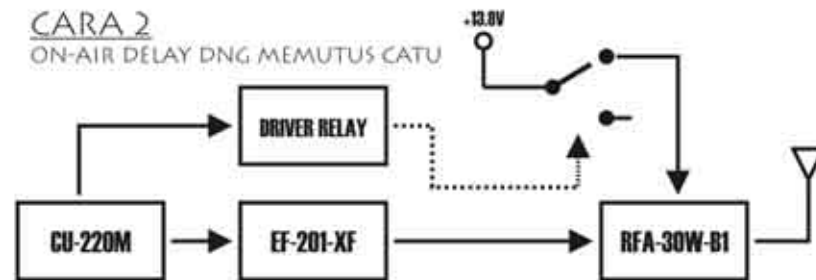 CARA 2
ON-AIR DELAY DNG MEMUTUS CATU
+13.8V
DRIVER RELAY
CU-220M
EF-201-XF
RFA-30W-B1